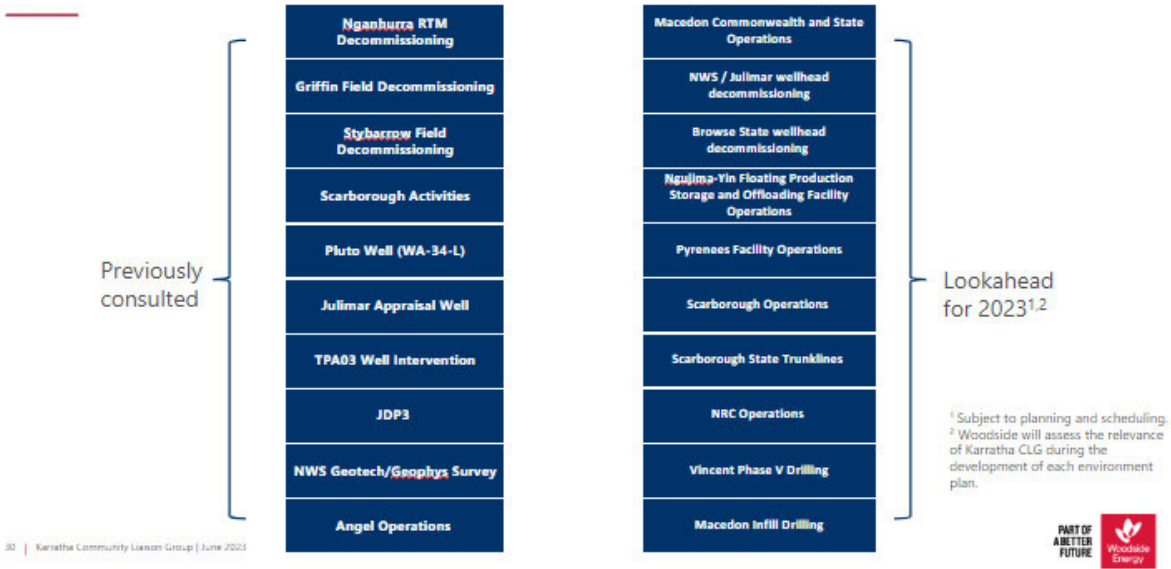 Previously
consulted
Nganhurra RTM
Decommissioning
Griffin Field Decommissioning
Stybarrow Field
Decommissioning
Scarborough Activities
Pluto Well (WA-34-L)
Julimar Appraisal Well
TPA03 Well Intervention
JDP3
NWS Geotech/Geophys Survey
Angel Operations
Macedon Commonwealth and State
Operations
NWS / Julimar wellhead
decommissioning
Browse State wellhead
decommissioning
Ngujima-Yin Floating Production
Storage and Offloading Facility
Operations
Pyrenees Facility Operations
Scarborough Operations
Scarborough State Trunklines
NRC Operations
Vincent Phase V Drilling
Macedon Infill Drilling
Lookahead
for 2023¹,²
¹ Subject to planning and scheduling.
² Woodside will assess the relevance
of Karratha CLG during the
development of each environment
plan.
30 | Karratha Community Liaison Group | June 2023
PART OF
A BETTER
FUTURE
Woodside
Energy